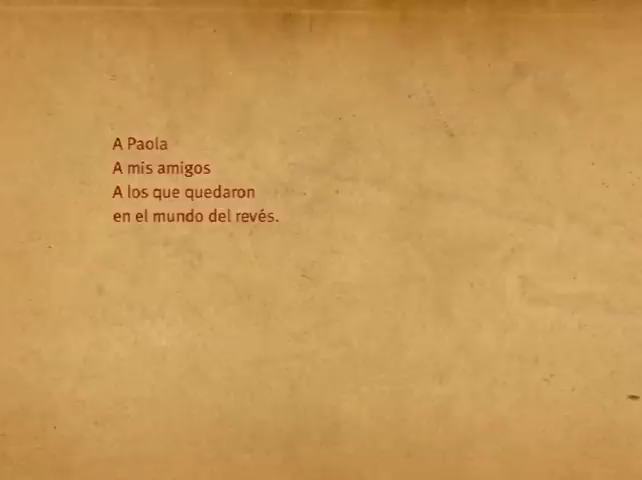 A Paola
A mis amigos
A los que quedaron
en el mundo del revés.